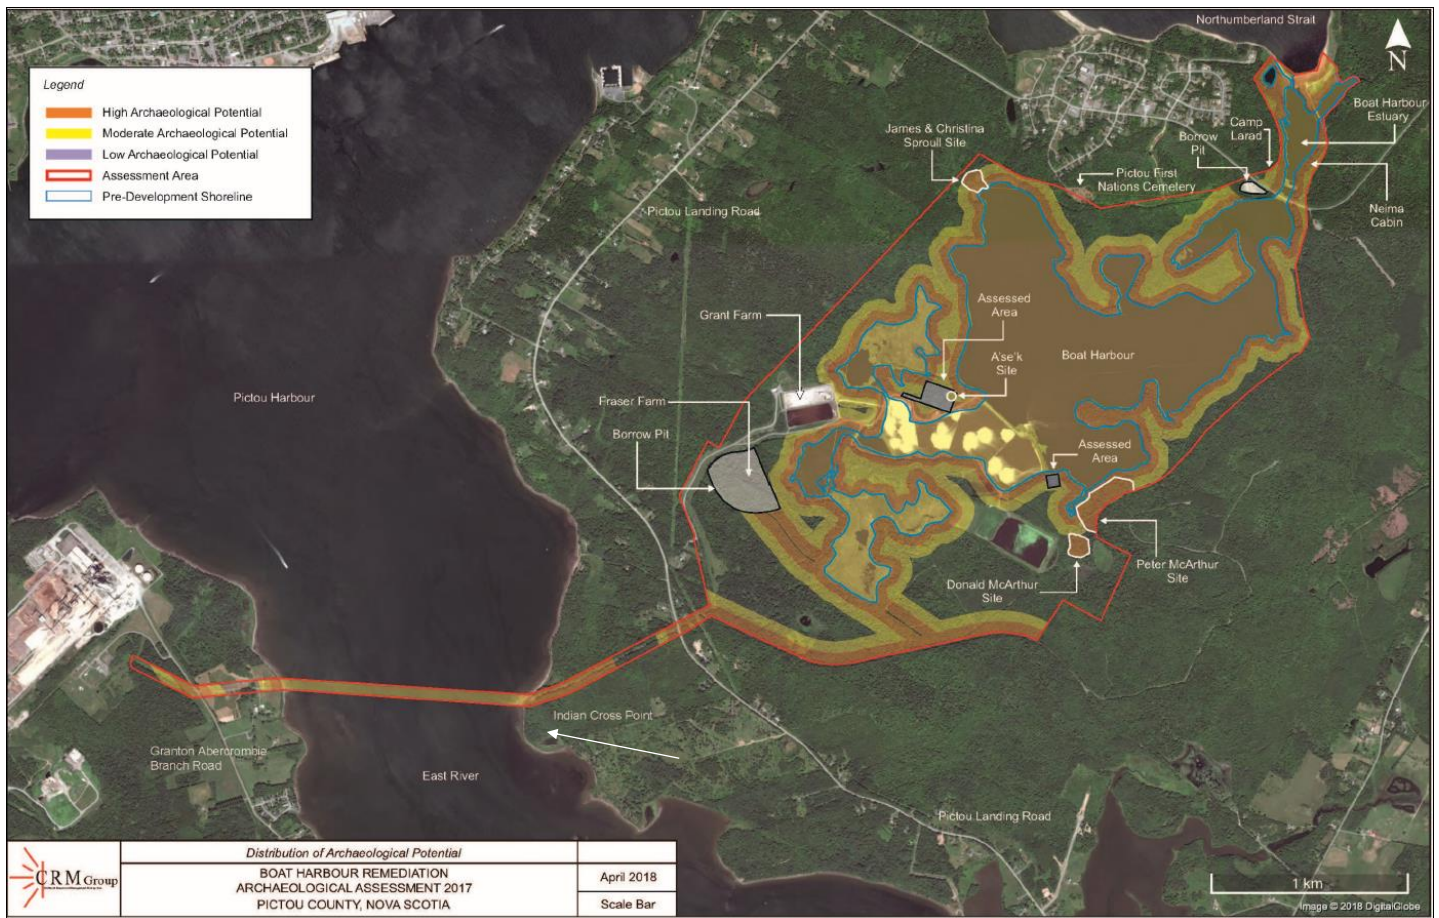 Northumberland Strait
N
Legend
High Archaeological Potential
Moderate Archaeological Potential
Low Archaeological Potential
Assessment Area
Pre-Development Shoreline
Boat Harbour
Estuary
Camp
Larad
Borrow
Pit
James & Christina
Sproull Site
Pictou First
Nations Cemetery
Neima
Cabin
Pictou Landing Road
Assessed
Area
Grant Farm
A'se'k
Site
Boat Harbour
Pictou Harbour
Fraser Farm
Borrow Pit
Assessed
Area
Peter McArthur
Site
Donald McArthur
Site
Indian Cross Point
Granton Abercrombie
Branch Road
East River
Pictou Landing Road
CRM Group
Distribution of Archaeological Potential
BOAT HARBOUR REMEDIATION
ARCHAEOLOGICAL ASSESSMENT 2017
PICTOU COUNTY, NOVA SCOTIA
April 2018
Scale Bar
1 km
Image © 2018 DigitalGlobe